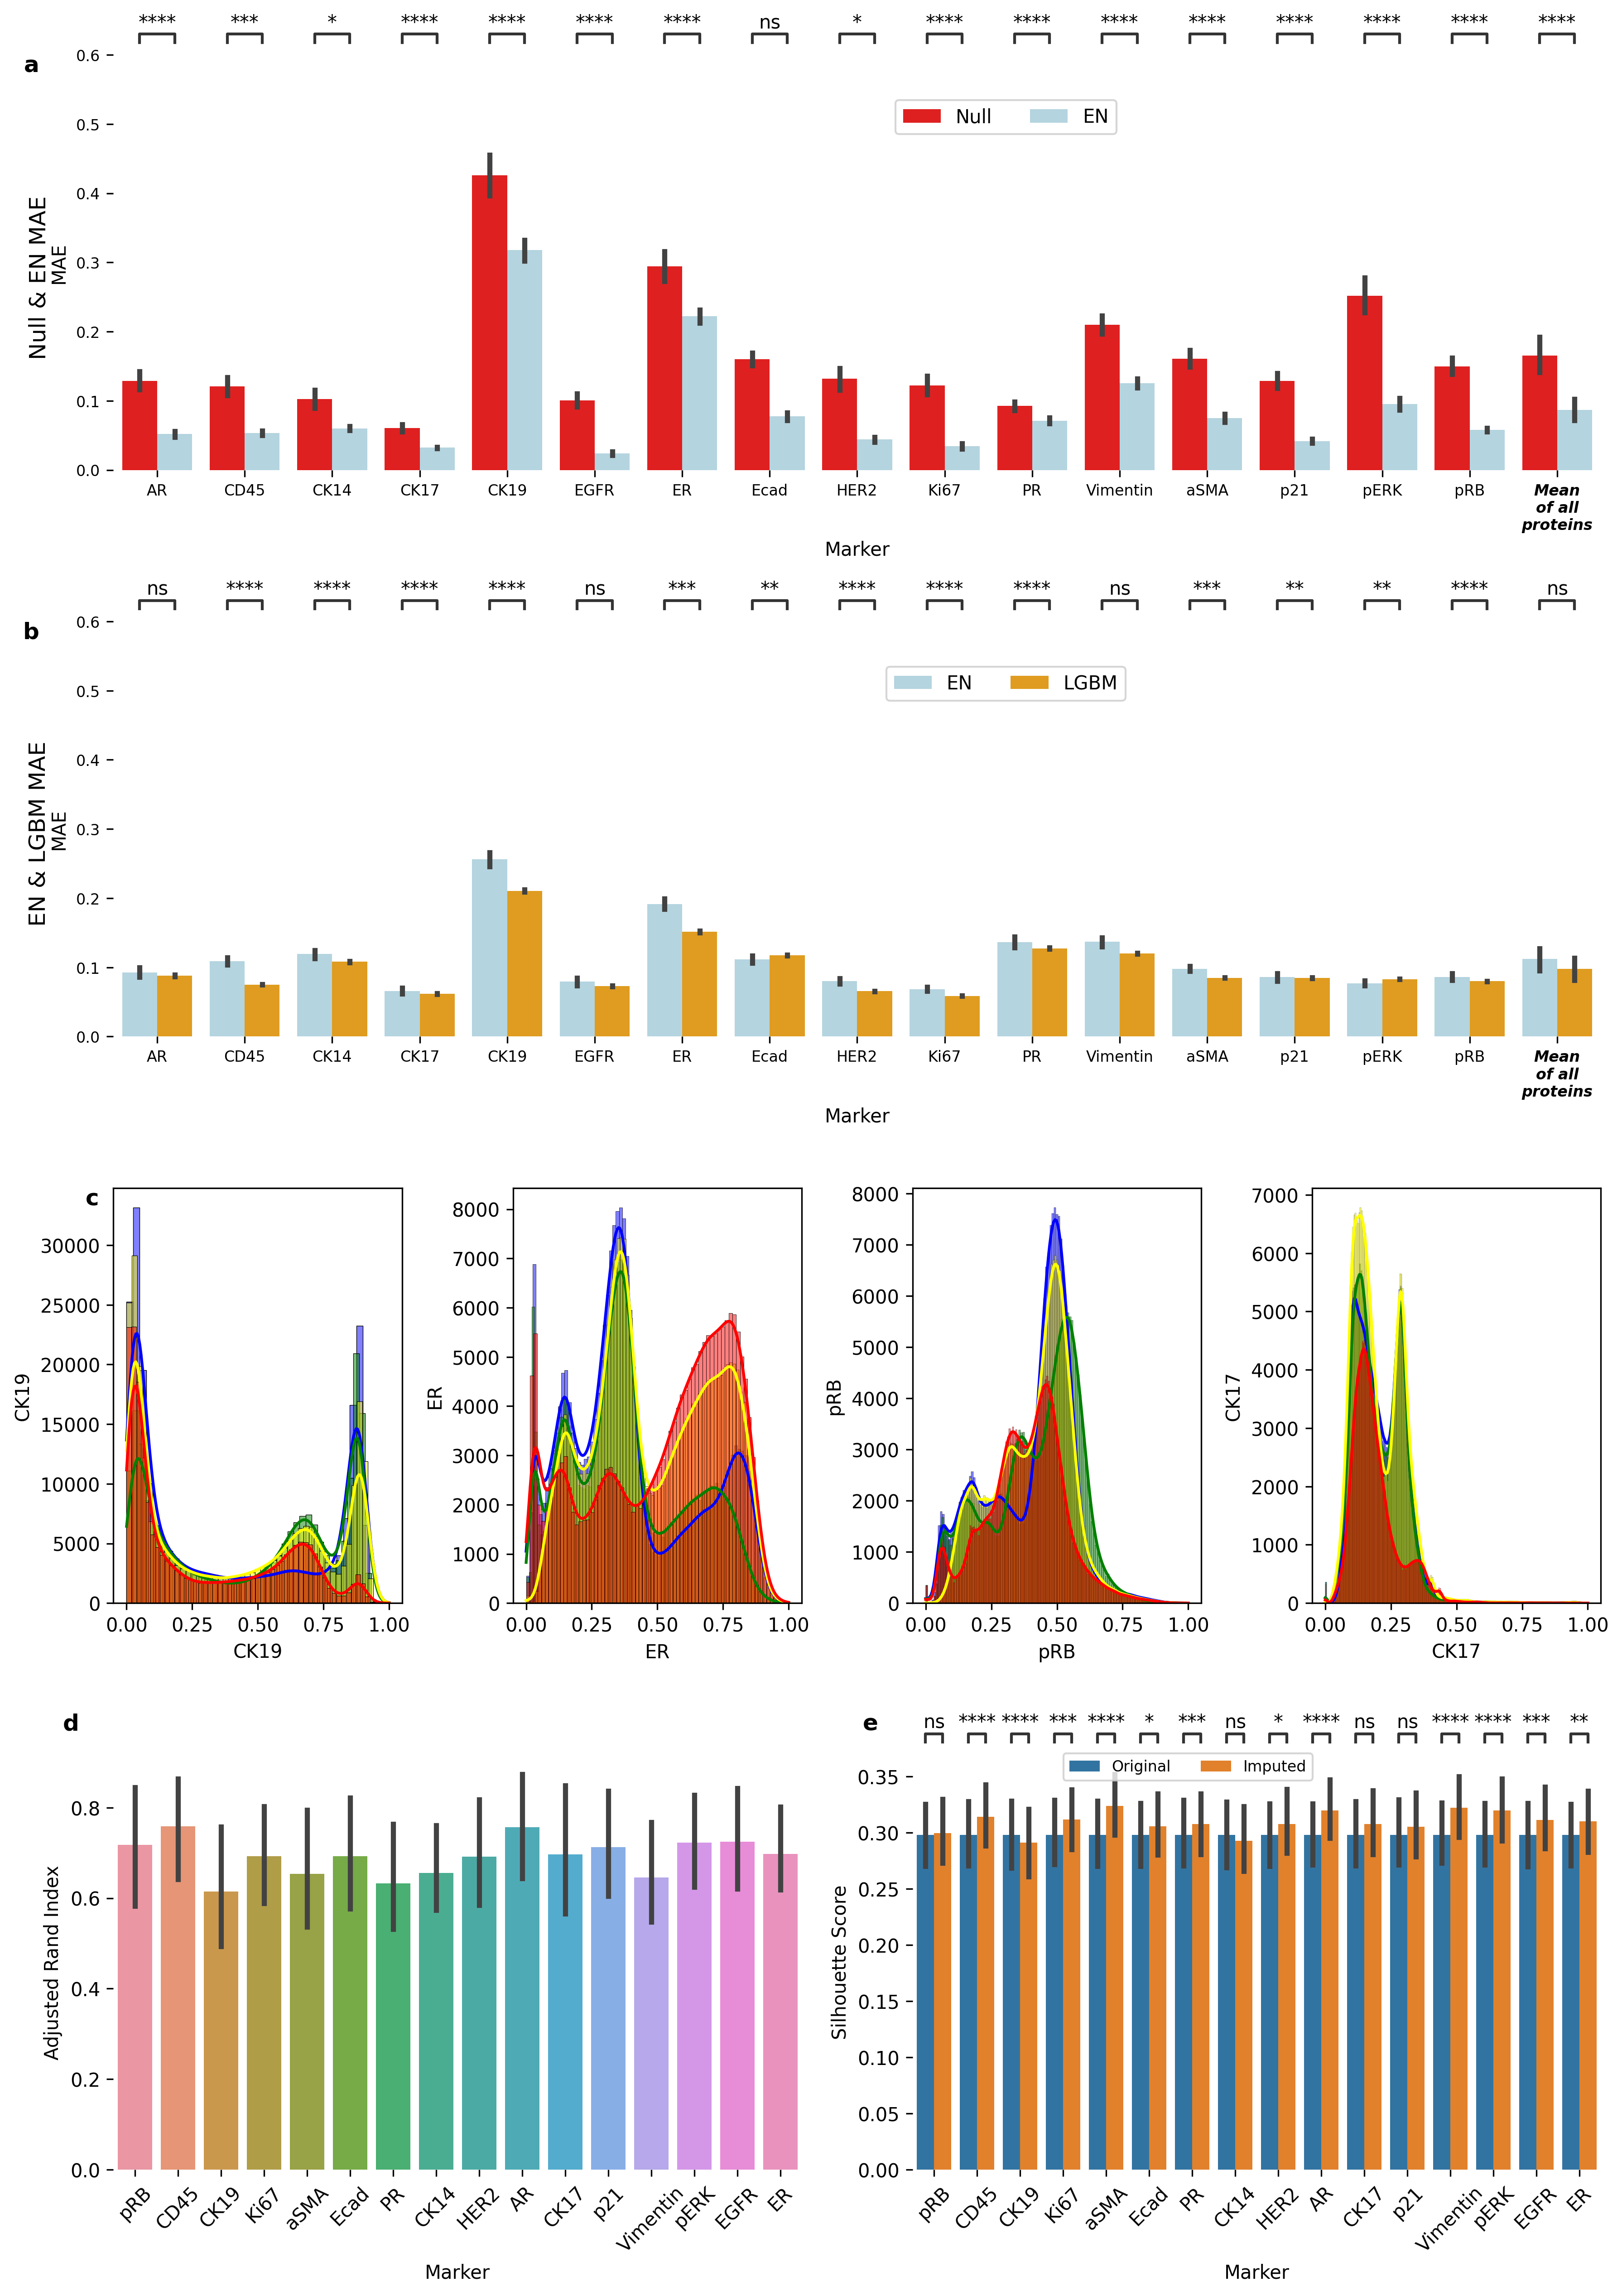 **** *** * **** **** **** **** ns * **** **** **** **** **** **** **** ****
a
0.6
0.5
0.4
0.3
0.2
0.1
0.0
Null & EN MAE
MAE
Null EN
AR CD45 CK14 CK17 CK19 EGFR ER Ecad HER2 Ki67 PR Vimentin aSMA p21 pERK pRB Mean
of all
proteins
Marker
ns **** **** **** **** ns *** ** **** **** **** ns *** ** ** **** ns
b
0.6
0.5
0.4
0.3
0.2
0.1
0.0
EN & LGBM MAE
MAE
EN LGBM
AR CD45 CK14 CK17 CK19 EGFR ER Ecad HER2 Ki67 PR Vimentin aSMA p21 pERK pRB Mean
of all
proteins
Marker
c
30000
25000
20000
15000
10000
5000
0
CK19
0.00 0.25 0.50 0.75 1.00
CK19
8000
7000
6000
5000
4000
3000
2000
1000
0
ER
0.00 0.25 0.50 0.75 1.00
ER
8000
7000
6000
5000
4000
3000
2000
1000
0
pRB
0.00 0.25 0.50 0.75 1.00
pRB
7000
6000
5000
4000
3000
2000
1000
0
CK17
0.00 0.25 0.50 0.75 1.00
CK17
d
0.8
0.6
0.4
0.2
0.0
Adjusted Rand Index
pRB CD45 CK19 Ki67 aSMA Ecad PR CK14 HER2 AR CK17 p21 Vimentin pERK EGFR ER
Marker
e
ns **** **** *** **** * *** ns * **** ns ns **** **** *** **
Original Imputed
0.35
0.30
0.25
0.20
0.15
0.10
0.05
0.00
Silhouette Score
pRB CD45 CK19 Ki67 aSMA Ecad PR CK14 HER2 AR CK17 p21 Vimentin pERK EGFR ER
Marker